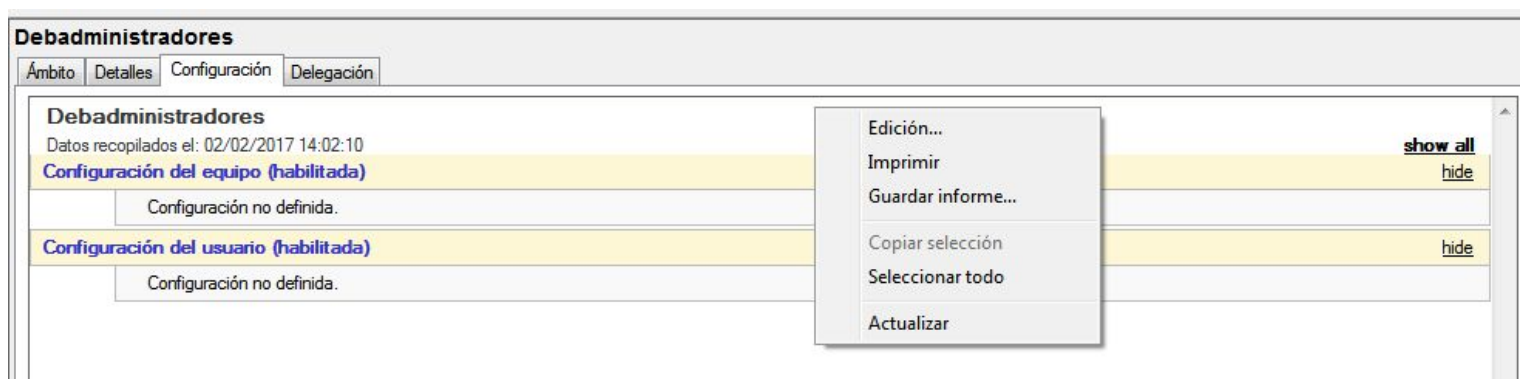 Debadministradores
Ámbito Detalles Configuración Delegación
Debadministradores
Datos recopilados el: 02/02/2017 14:02:10
show all
Configuración del equipo (habilitada)
hide
Configuración no definida.
Configuración del usuario (habilitada)
hide
Configuración no definida.
Edición...
Imprimir
Guardar informe...
Copiar selección
Seleccionar todo
Actualizar